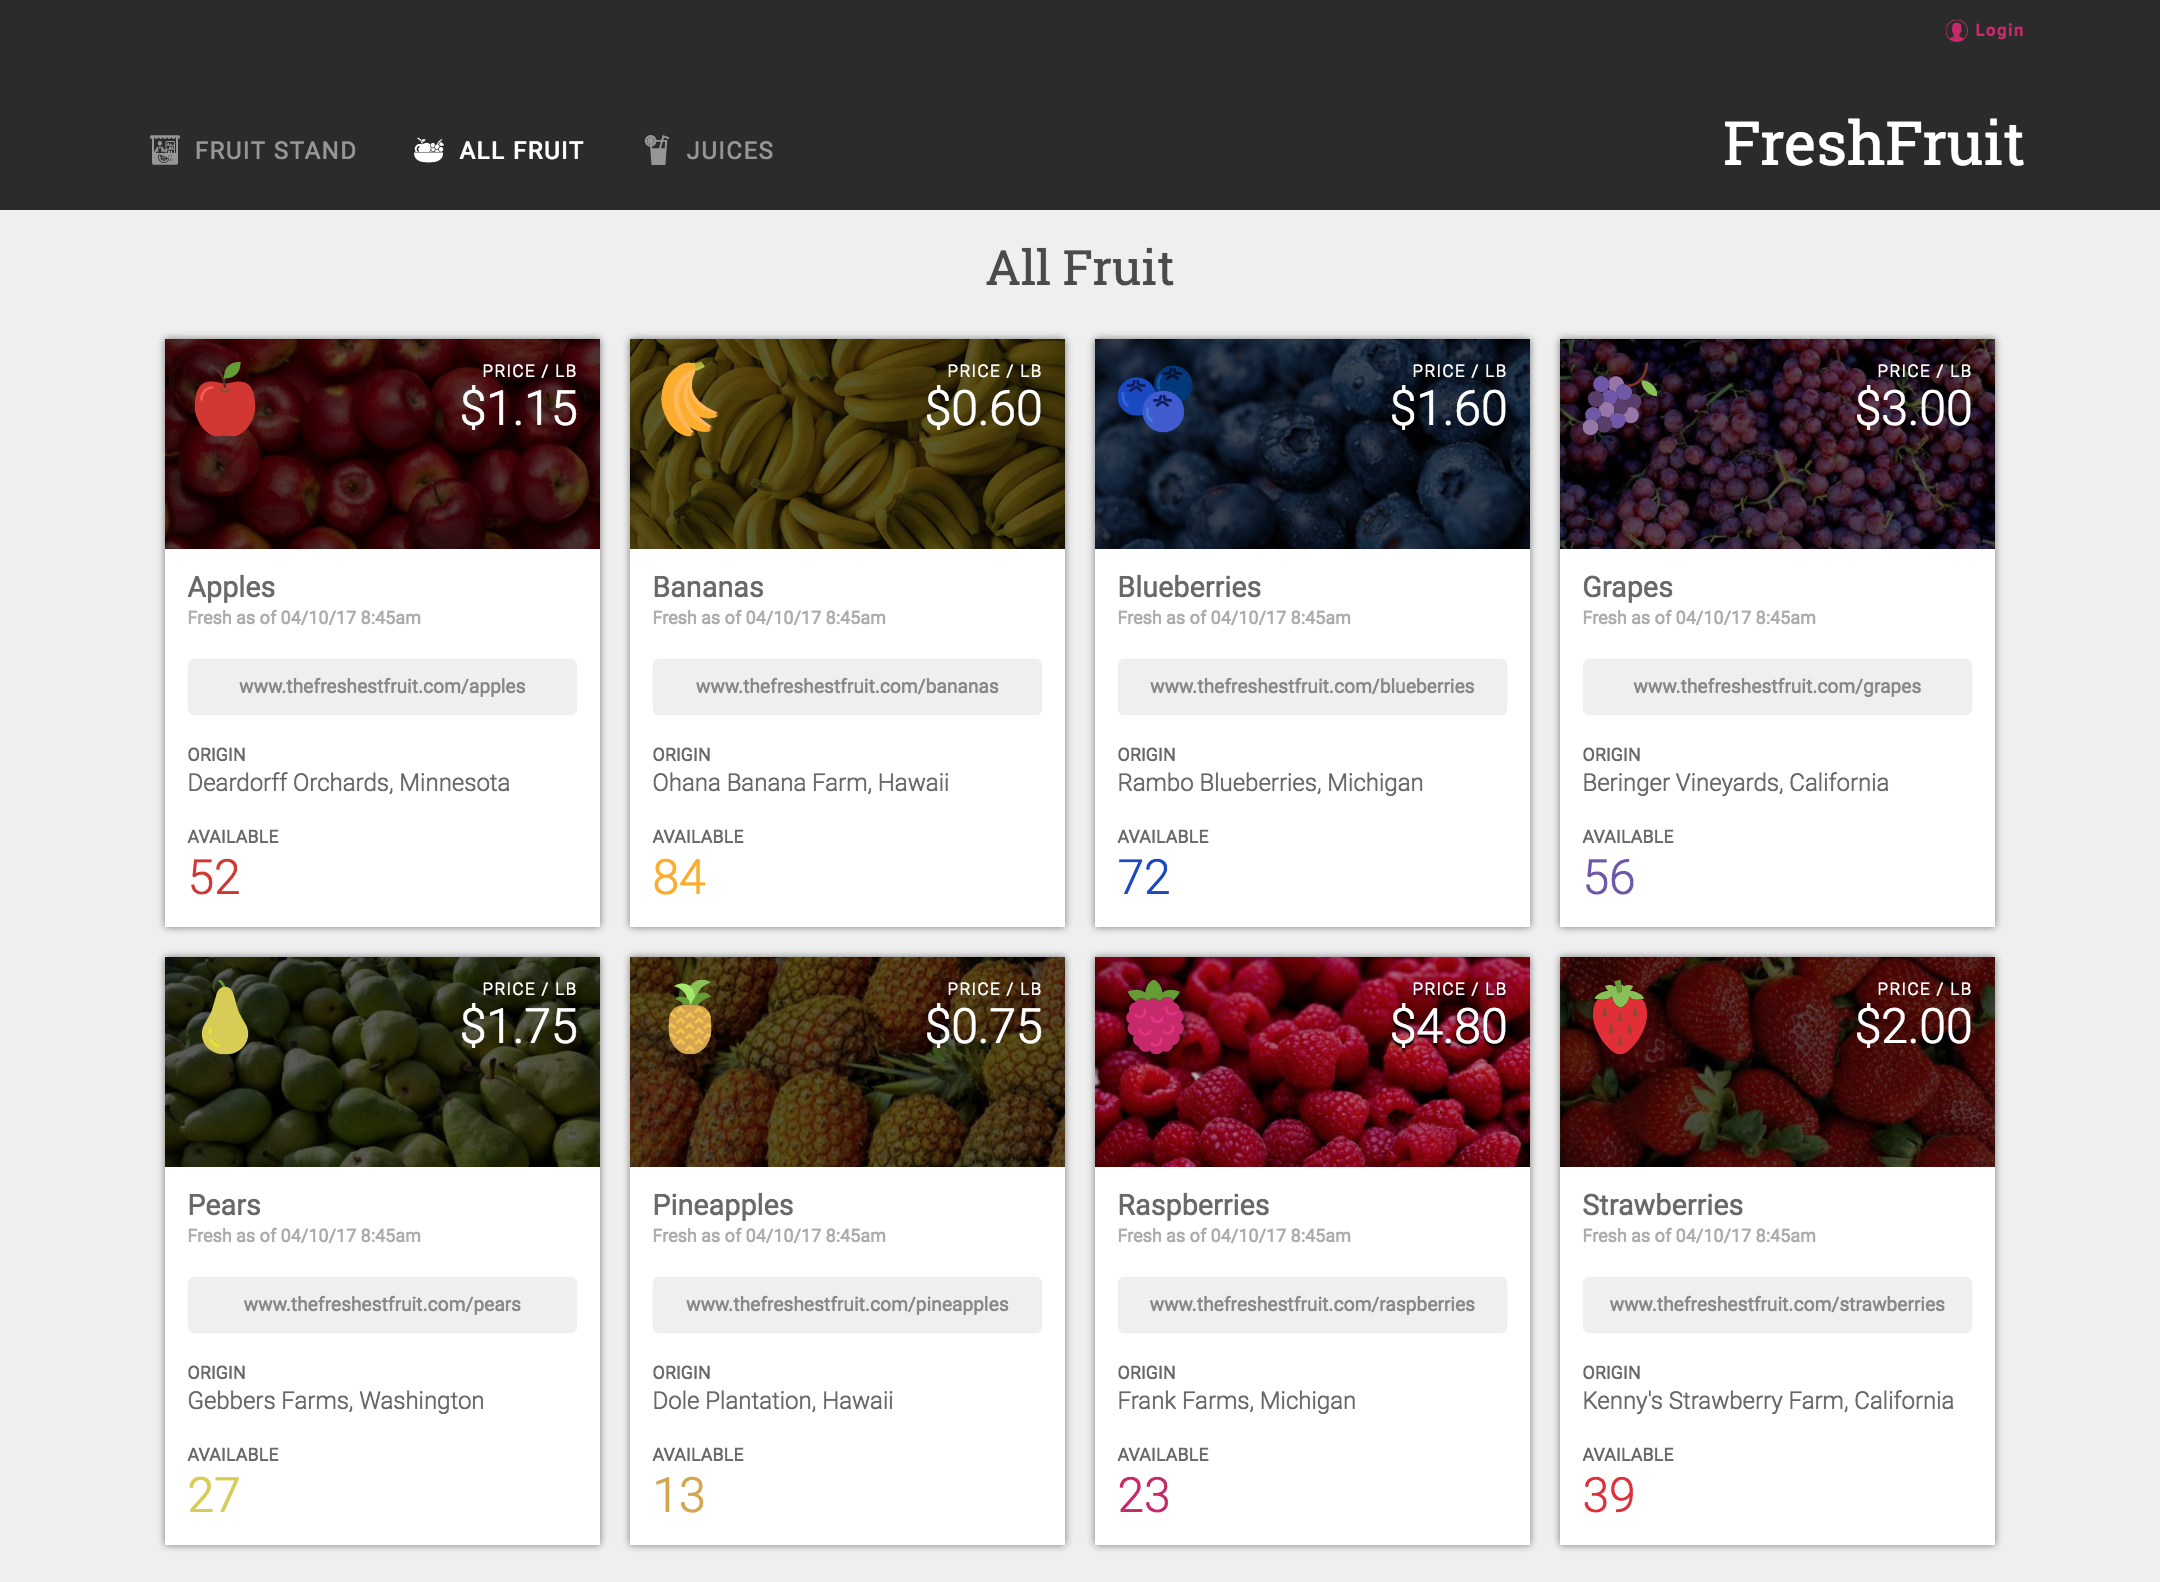 Login
FRUIT STAND
ALL FRUIT
JUICES
FreshFruit
All Fruit
PRICE / LB
$1.15
Apples
Fresh as of 04/10/17 8:45am
www.thefreshestfruit.com/apples
ORIGIN
Deardorff Orchards, Minnesota
AVAILABLE
52
PRICE / LB
$0.60
Bananas
Fresh as of 04/10/17 8:45am
www.thefreshestfruit.com/bananas
ORIGIN
Ohana Banana Farm, Hawaii
AVAILABLE
84
PRICE / LB
$1.60
Blueberries
Fresh as of 04/10/17 8:45am
www.thefreshestfruit.com/blueberries
ORIGIN
Rambo Blueberries, Michigan
AVAILABLE
72
PRICE / LB
$3.00
Grapes
Fresh as of 04/10/17 8:45am
www.thefreshestfruit.com/grapes
ORIGIN
Beringer Vineyards, California
AVAILABLE
56
PRICE / LB
$1.75
Pears
Fresh as of 04/10/17 8:45am
www.thefreshestfruit.com/pears
ORIGIN
Gebbers Farms, Washington
AVAILABLE
27
PRICE / LB
$0.75
Pineapples
Fresh as of 04/10/17 8:45am
www.thefreshestfruit.com/pineapples
ORIGIN
Dole Plantation, Hawaii
AVAILABLE
13
PRICE / LB
$4.80
Raspberries
Fresh as of 04/10/17 8:45am
www.thefreshestfruit.com/raspberries
ORIGIN
Frank Farms, Michigan
AVAILABLE
23
PRICE / LB
$2.00
Strawberries
Fresh as of 04/10/17 8:45am
www.thefreshestfruit.com/strawberries
ORIGIN
Kenny's Strawberry Farm, California
AVAILABLE
39